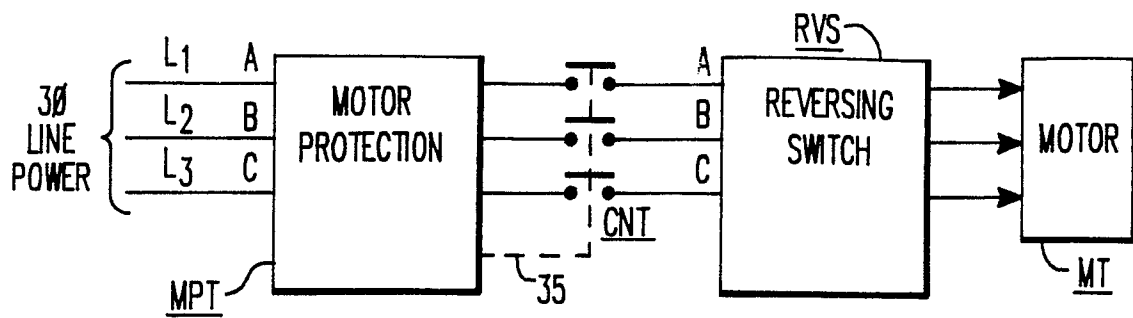 RVS
L1 A
L2 B
L3 C
3Ø
LINE
POWER
MOTOR
PROTECTION
A
B
C
REVERSING
SWITCH
MOTOR
CNT
MPT
35
MT